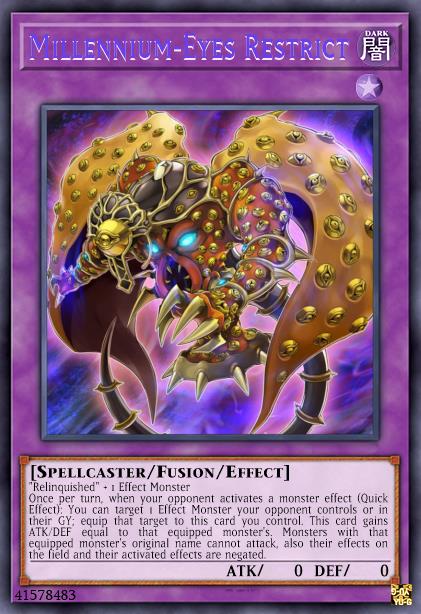 Millennium-Eyes Restrict
DARK
闇
[Spellcaster/Fusion/Effect]
"Relinquished" + 1 Effect Monster
Once per turn, when your opponent activates a monster effect (Quick
Effect): You can target 1 Effect Monster your opponent controls or in
their GY; equip that target to this card you control. This card gains
ATK/DEF equal to that equipped monster's. Monsters with that
equipped monster's original name cannot attack, also their effects on
the field and their activated effects are negated.
ATK/ 0 DEF/ 0
41578483